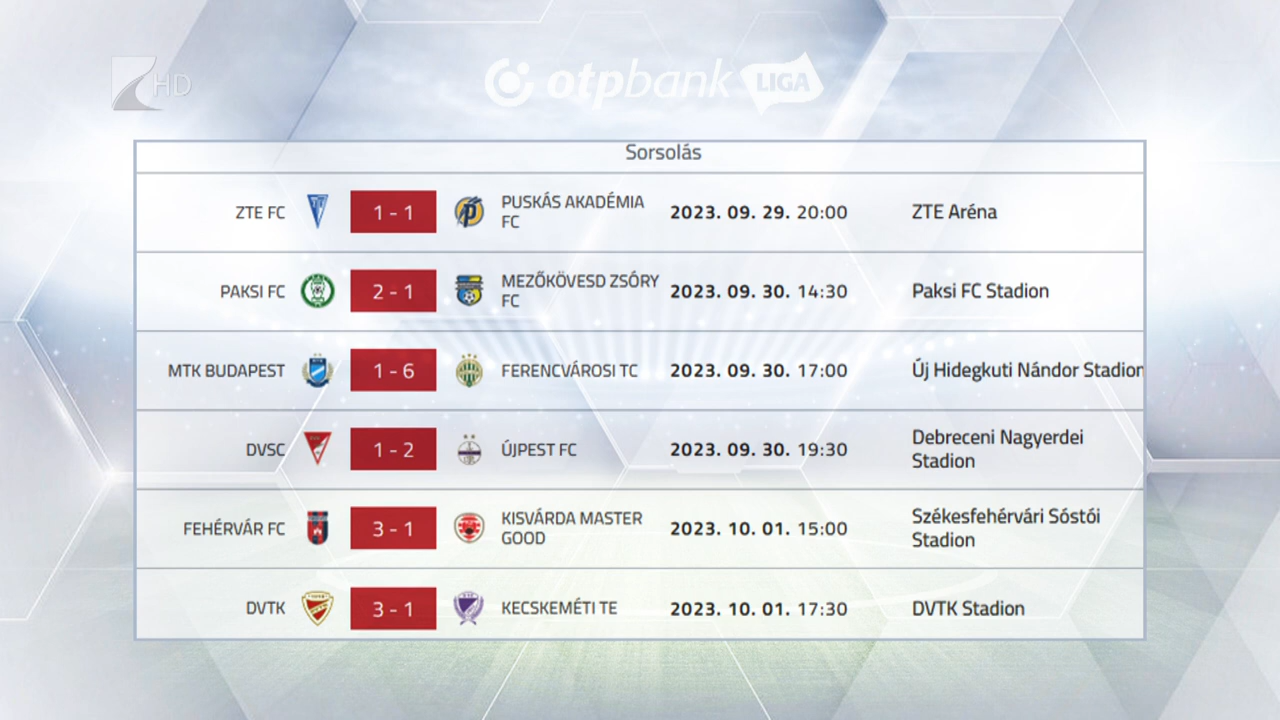 HD
otpbank LIGA
Sorsolás
ZTE FC 1 - 1 PUSKÁS AKADÉMIA FC 2023. 09. 29. 20:00 ZTE Aréna
PAKSI FC 2 - 1 MEZŐKÖVESD ZSÓRY FC 2023. 09. 30. 14:30 Paksi FC Stadion
MTK BUDAPEST 1 - 6 FERENCVÁROSI TC 2023. 09. 30. 17:00 Új Hidegkuti Nándor Stadion
DVSC 1 - 2 ÚJPEST FC 2023. 09. 30. 19:30 Debreceni Nagyerdei Stadion
FEHÉRVÁR FC 3 - 1 KISVÁRDA MASTER GOOD 2023. 10. 01. 15:00 Székesfehérvári Sóstói Stadion
DVTK 3 - 1 KECSKEMÉTI TE 2023. 10. 01. 17:30 DVTK Stadion